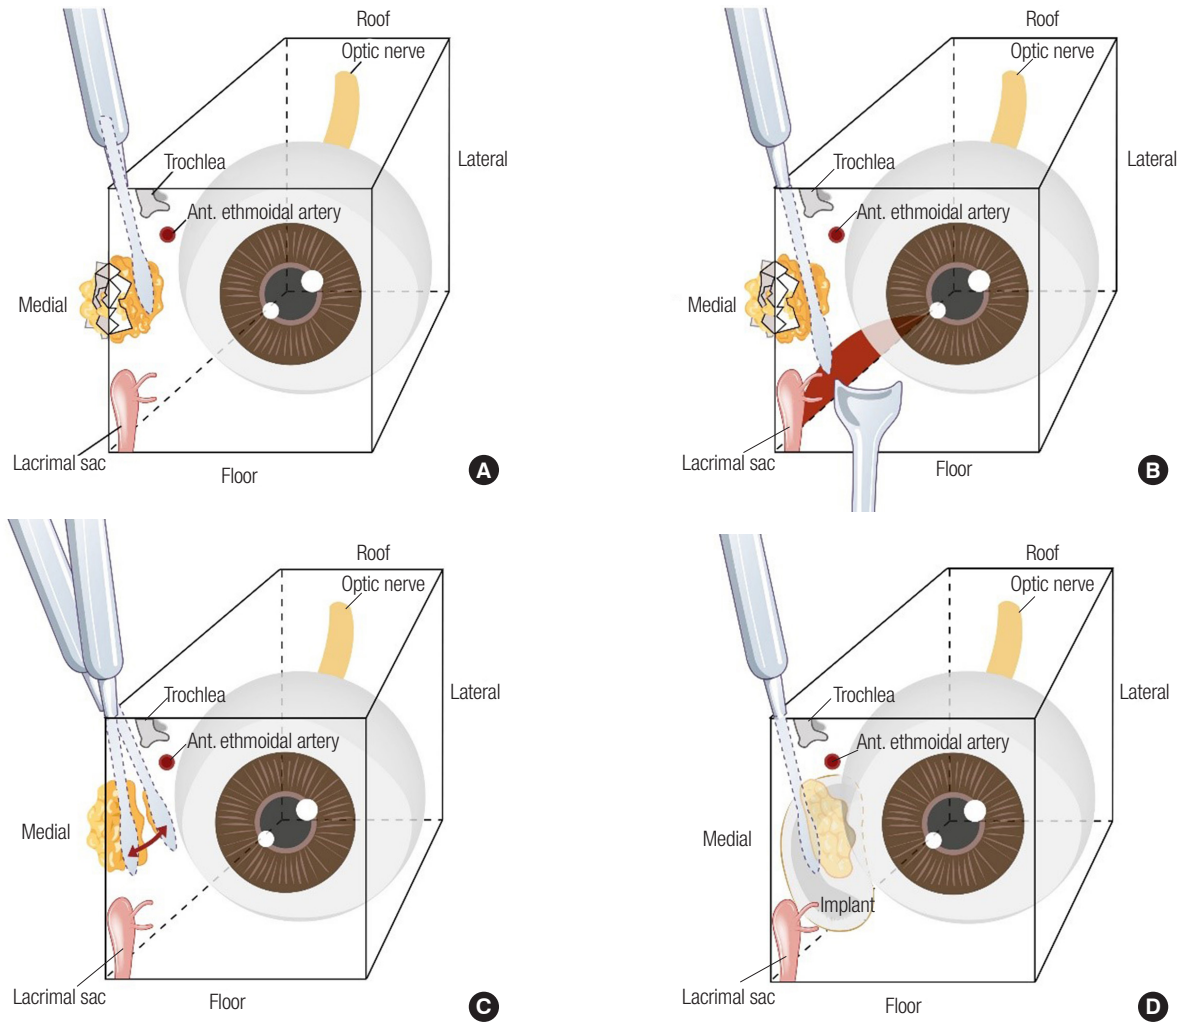 Roof
Optic nerve
Trochlea
Lateral
Ant. ethmoidal artery
Medial
Lacrimal sac
Floor
A
Roof
Optic nerve
Trochlea
Lateral
Ant. ethmoidal artery
Medial
Lacrimal sac
Floor
B
Roof
Optic nerve
Trochlea
Lateral
Ant. ethmoidal artery
Medial
Lacrimal sac
Floor
C
Roof
Optic nerve
Trochlea
Lateral
Ant. ethmoidal artery
Medial
Implant
Lacrimal sac
Floor
D